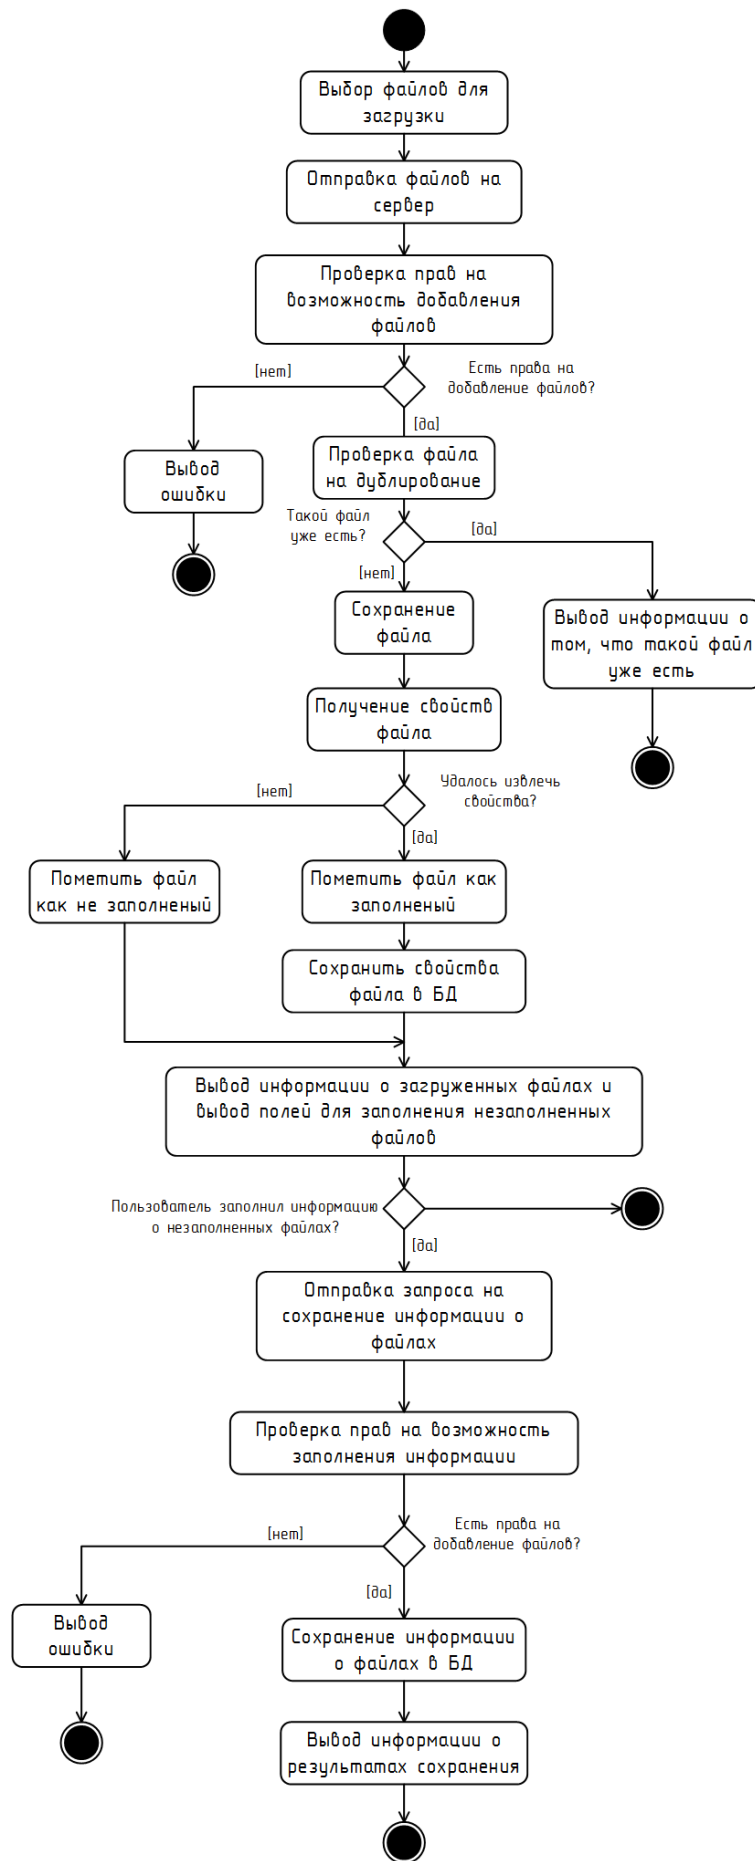 Выбор файлов для
загрузки
Отправка файлов на
сервер
Проверка прав на
возможность добавления
файлов
[нет]
Есть права на
добавление файлов?
[да]
Вывод
ошибки
Проверка файла
на дублирование
Такой файл
уже есть?
[да]
[нет]
Сохранение
файла
Вывод информации о
том, что такой файл
уже есть
Получение свойств
файла
[нет]
Удалось извлечь
свойства?
[да]
Пометить файл
как не заполненый
Пометить файл как
заполненый
Сохранить свойства
файла в БД
Вывод информации о загруженных файлах и
вывод полей для заполнения незаполненных
файлов
Пользователь заполнил информацию
о незаполненных файлах?
[да]
Отправка запроса на
сохранение информации о
файлах
Проверка прав на возможность
заполнения информации
[нет]
Есть права на
добавление файлов?
[да]
Вывод
ошибки
Сохранение информации
о файлах в БД
Вывод информации о
результатах сохранения